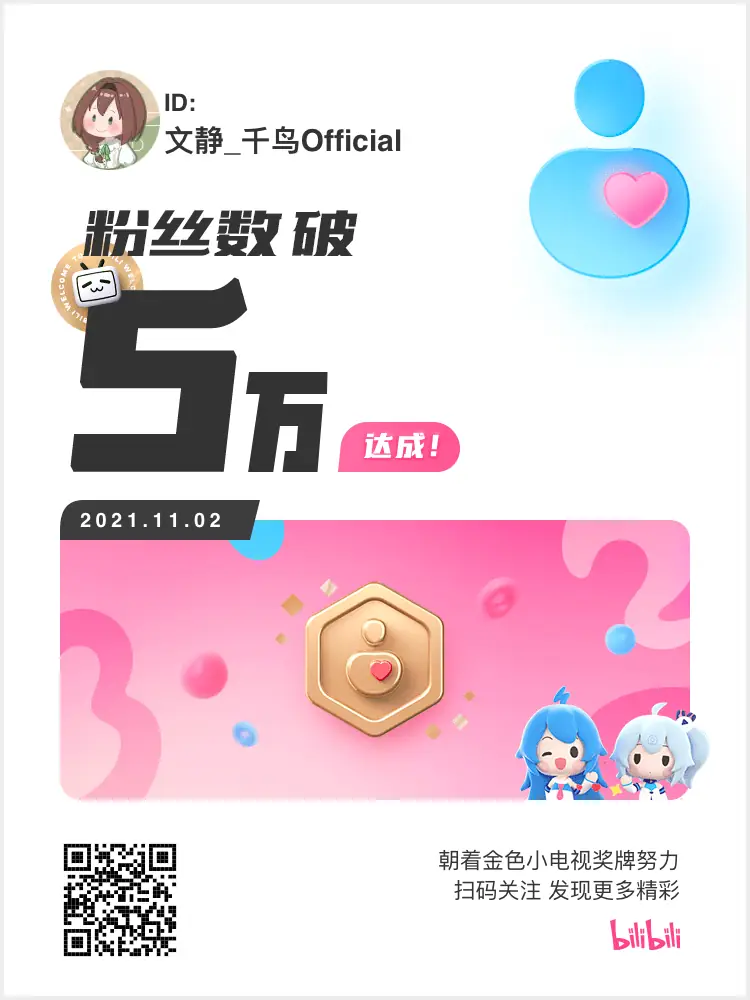 ID:
文静_千鸟Official
粉丝数破
5万
达成!
2021.11.02
朝着金色小电视奖牌努力
扫码关注 发现更多精彩
bilibili